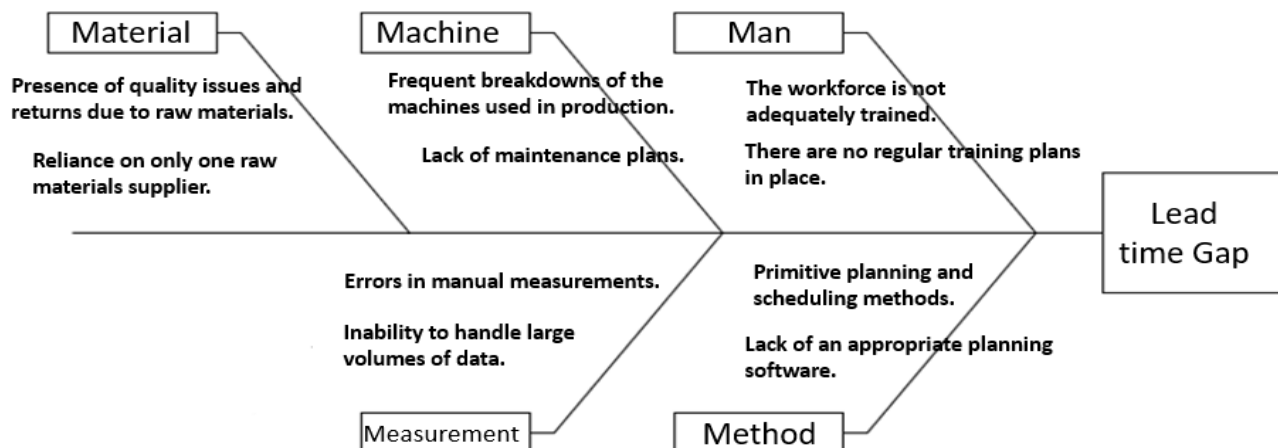 Material
Machine
Man
Presence of quality issues and
returns due to raw materials.
Reliance on only one raw
materials supplier.
Frequent breakdowns of the
machines used in production.
Lack of maintenance plans.
The workforce is not
adequately trained.
There are no regular training plans
in place.
Lead
time Gap
Errors in manual measurements.
Inability to handle large
volumes of data.
Primitive planning and
scheduling methods.
Lack of an appropriate planning
software.
Measurement
Method